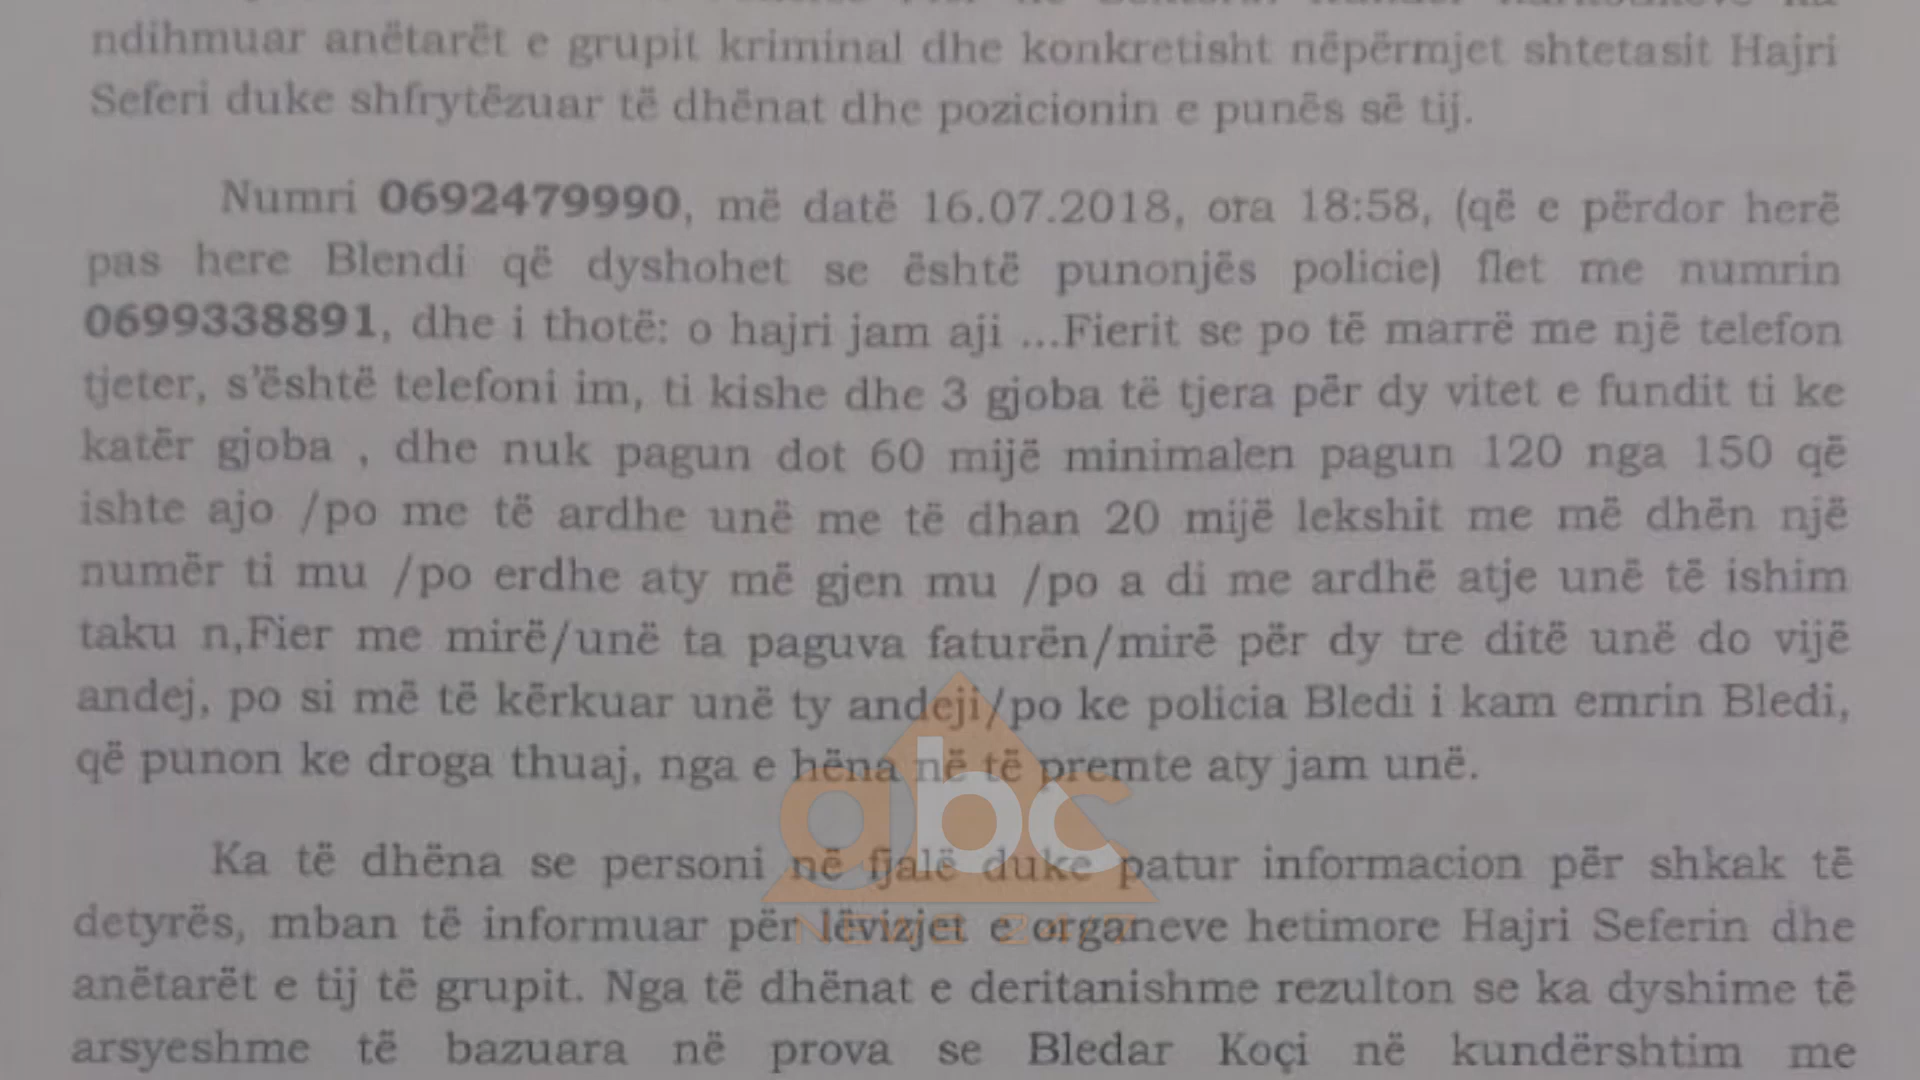 ndihmuar anëtarët e grupit kriminal dhe konkretisht nëpërmjet shtetasit Hajri
Seferi duke shfrytëzuar të dhënat dhe pozicionin e punës së tij.
Numri 0692479990, më datë 16.07.2018, ora 18:58, (që e përdor herë
pas here Blendi që dyshohet se është punonjës policie) flet me numrin
0699338891, dhe i thotë: o hajri jam aji ...Fierit se po të marrë me një telefon
tjeter, s'është telefoni im, ti kishe dhe 3 gjoba të tjera për dy vitet e fundit ti ke
katër gjoba , dhe nuk pagun dot 60 mijë minimalen pagun 120 nga 150 që
ishte ajo /po me të ardhe unë me të dhan 20 mijë lekshit me më dhën një
numër ti mu /po erdhe aty më gjen mu /po a di me ardhë atje unë të ishim
taku n,Fier me mirë/unë ta paguva faturën/mirë për dy tre ditë unë do vijë
andej, po si më të kërkuar unë ty andeji/po ke policia Bledi i kam emrin Bledi,
që punon ke droga thuaj, nga e hëna në të premte aty jam unë.
abc
NEWS 24/7
Ka të dhëna se personi në fjalë duke patur informacion për shkak të
detyrës, mban të informuar për lëvizjet e organeve hetimore Hajri Seferin dhe
anëtarët e tij të grupit. Nga të dhënat e deritanishme rezulton se ka dyshime të
arsyeshme të bazuara në prova se Bledar Koçi në kundërshtim me